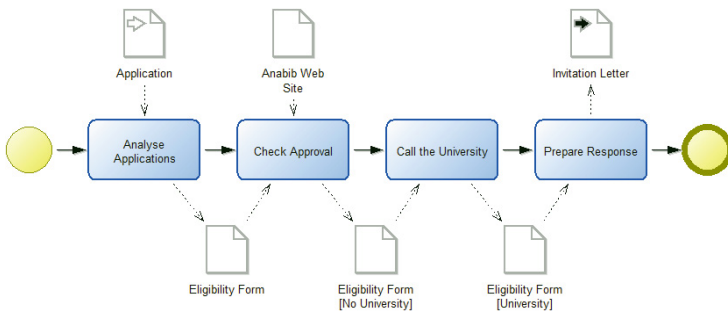 Application
Anabib Web
Site
Invitation Letter
Analyse
Applications
Check Approval
Call the University
Prepare Response
Eligibility Form
Eligibility Form
[No University]
Eligibility Form
[University]